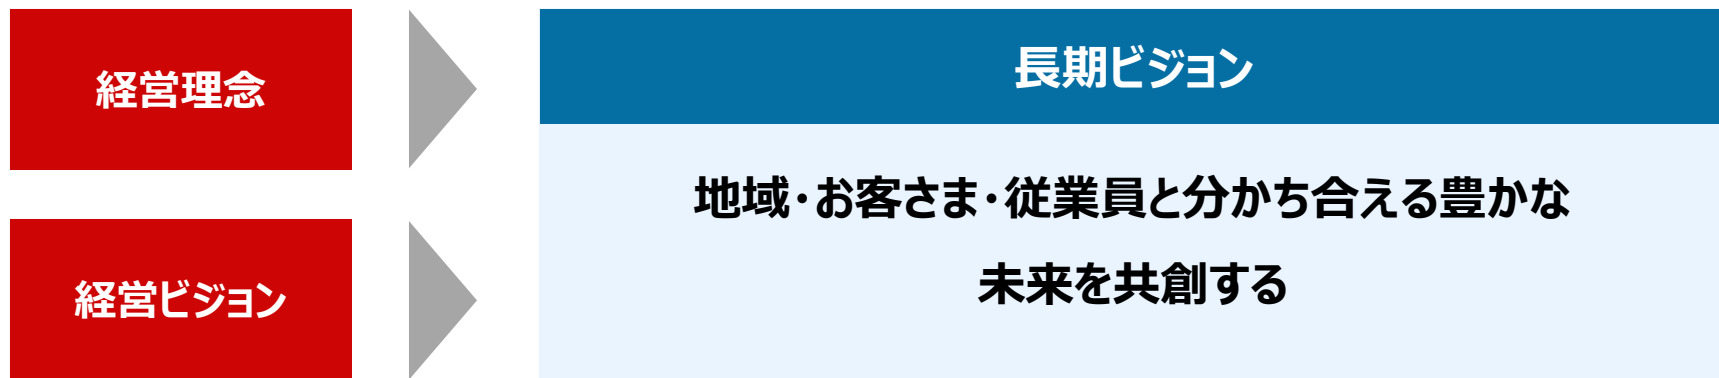 経営理念
経営ビジョン
長期ビジョン
地域・お客さま・従業員と分かち合える豊かな
未来を共創する